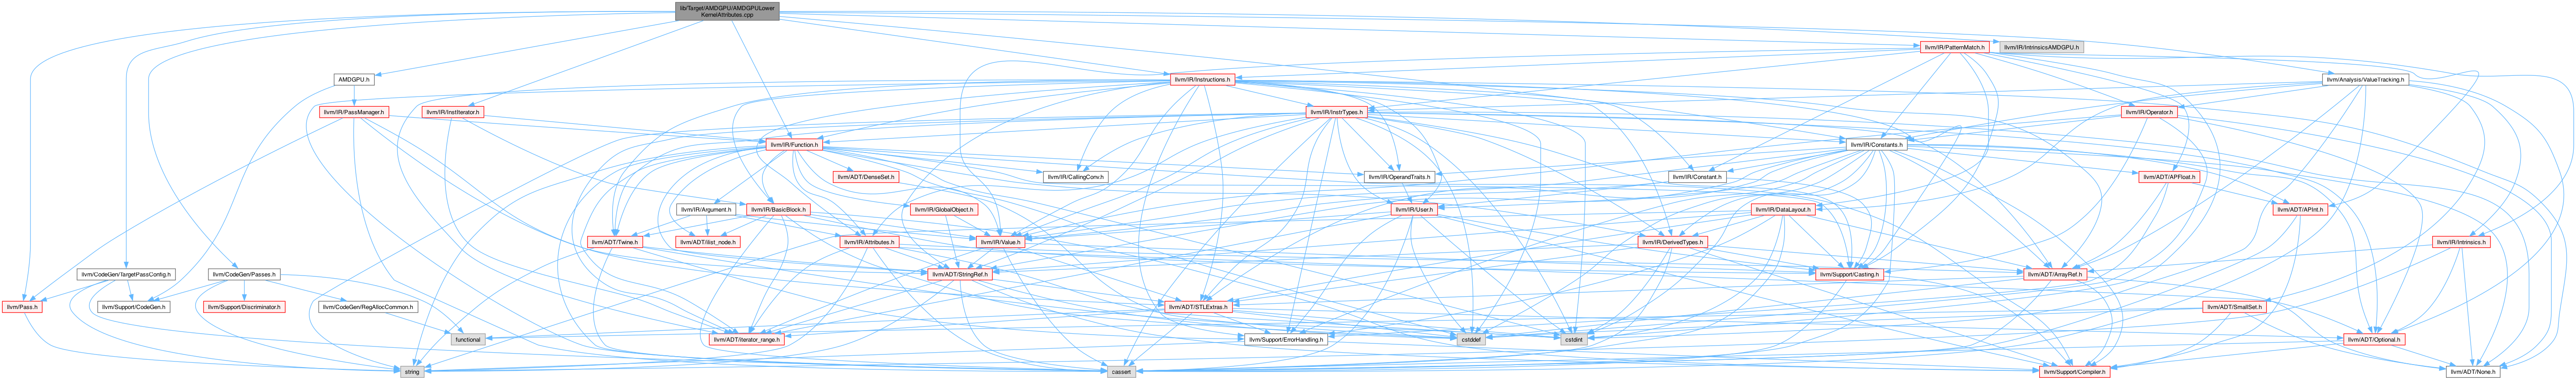 lib/Target/AMDGPU/AMDGPULower
KernelAttributes.cpp
llvm/IR/PatternMatch.h
llvm/IR/IntrinsicsAMDGPU.h
AMDGPU.h
llvm/IR/Instructions.h
llvm/Analysis/ValueTracking.h
llvm/IR/PassManager.h
llvm/IR/InstIterator.h
llvm/IR/InstrTypes.h
llvm/IR/Operator.h
llvm/IR/Function.h
llvm/IR/Constants.h
llvm/ADT/DenseSet.h
llvm/IR/CallingConv.h
llvm/IR/OperandTraits.h
llvm/IR/Constant.h
llvm/ADT/APFloat.h
llvm/IR/Argument.h
llvm/IR/BasicBlock.h
llvm/IR/GlobalObject.h
llvm/IR/User.h
llvm/IR/DataLayout.h
llvm/ADT/APInt.h
llvm/ADT/Twine.h
llvm/ADT/ilist_node.h
llvm/IR/Attributes.h
llvm/IR/Value.h
llvm/IR/DerivedTypes.h
llvm/IR/Intrinsics.h
llvm/CodeGen/TargetPassConfig.h
llvm/CodeGen/Passes.h
llvm/ADT/StringRef.h
llvm/Support/Casting.h
llvm/ADT/ArrayRef.h
llvm/Pass.h
llvm/Support/CodeGen.h
llvm/Support/Discriminator.h
llvm/CodeGen/RegAllocCommon.h
llvm/ADT/STLExtras.h
llvm/ADT/SmallSet.h
functional
llvm/ADT/iterator_range.h
llvm/Support/ErrorHandling.h
cstddef
cstdint
llvm/ADT/Optional.h
string
cassert
llvm/Support/Compiler.h
llvm/ADT/None.h